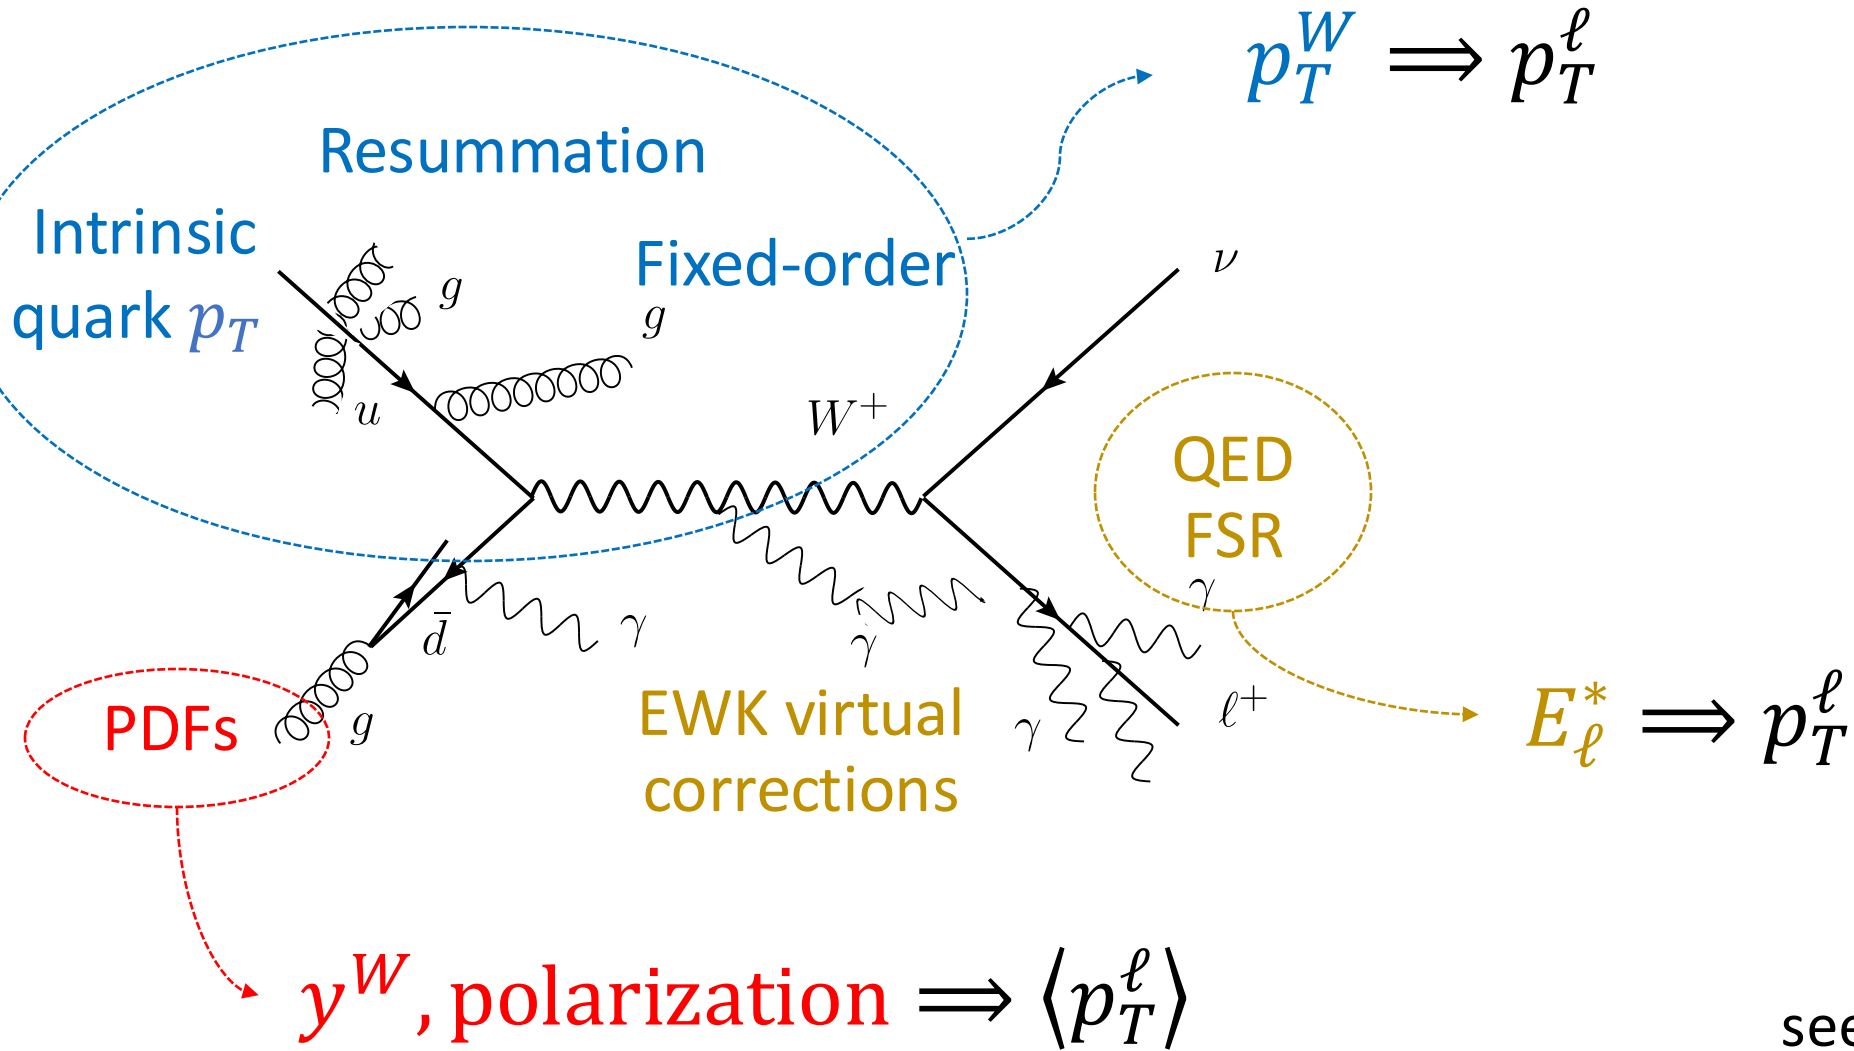 p_T^W ⟹ p_T^ℓ
Resummation
Intrinsic
quark p_T
Fixed-order
g
g
ν
u
W⁺
QED
FSR
γ
d̄
γ
γ
PDFs
g
EWK virtual
corrections
γ
ℓ⁺
E_ℓ^* ⟹ p_T^ℓ
y^W, polarization ⟹ ⟨p_T^ℓ⟩
see